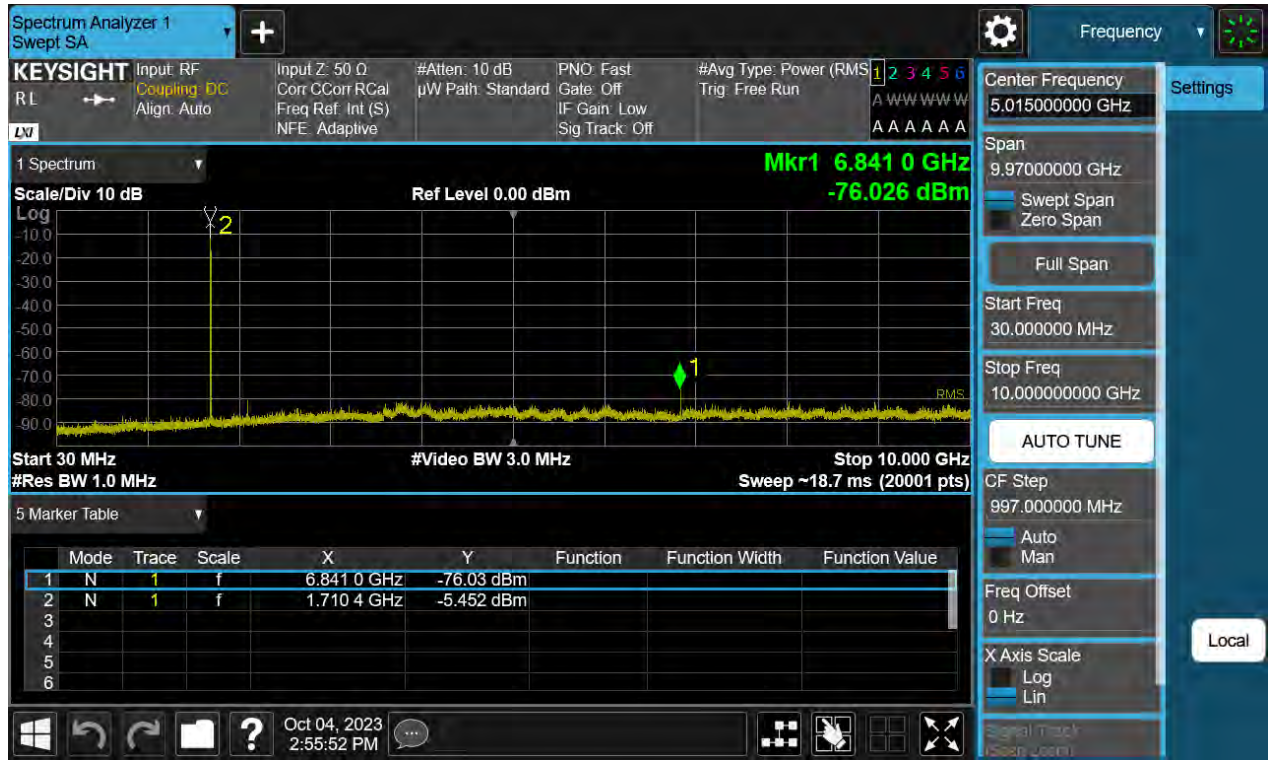 Spectrum Analyzer 1
Swept SA
+
Frequency
KEYSIGHT
RL
LXI
Input: RF
Coupling: DC
Align: Auto
Input Z: 50 Ω
Corr CCorr RCal
Freq Ref: Int (S)
NFE: Adaptive
#Atten: 10 dB
µW Path: Standard
PNO: Fast
Gate: Off
IF Gain: Low
Sig Track: Off
#Avg Type: Power (RMS
Trig: Free Run
1 2 3 4 5 6
A W W W W W
A A A A A A
1 Spectrum
Scale/Div 10 dB
Ref Level 0.00 dBm
Mkr1 6.841 0 GHz
-76.026 dBm
Log
-10.0
-20.0
-30.0
-40.0
-50.0
-60.0
-70.0
-80.0
-90.0
2
1
RMS
Start 30 MHz
#Video BW 3.0 MHz
Stop 10.000 GHz
#Res BW 1.0 MHz
Sweep ~18.7 ms (20001 pts)
5 Marker Table
Mode Trace Scale X Y Function Function Width Function Value
1 N 1 f 6.841 0 GHz -76.03 dBm
2 N 1 f 1.710 4 GHz -5.452 dBm
3
4
5
6
?
Oct 04, 2023
2:55:52 PM
Center Frequency
5.015000000 GHz
Span
9.97000000 GHz
Swept Span
Zero Span
Full Span
Start Freq
30.000000 MHz
Stop Freq
10.000000000 GHz
AUTO TUNE
CF Step
997.000000 MHz
Auto
Man
Freq Offset
0 Hz
X Axis Scale
Log
Lin
Signal Track
(Span Zoom)
Settings
Local